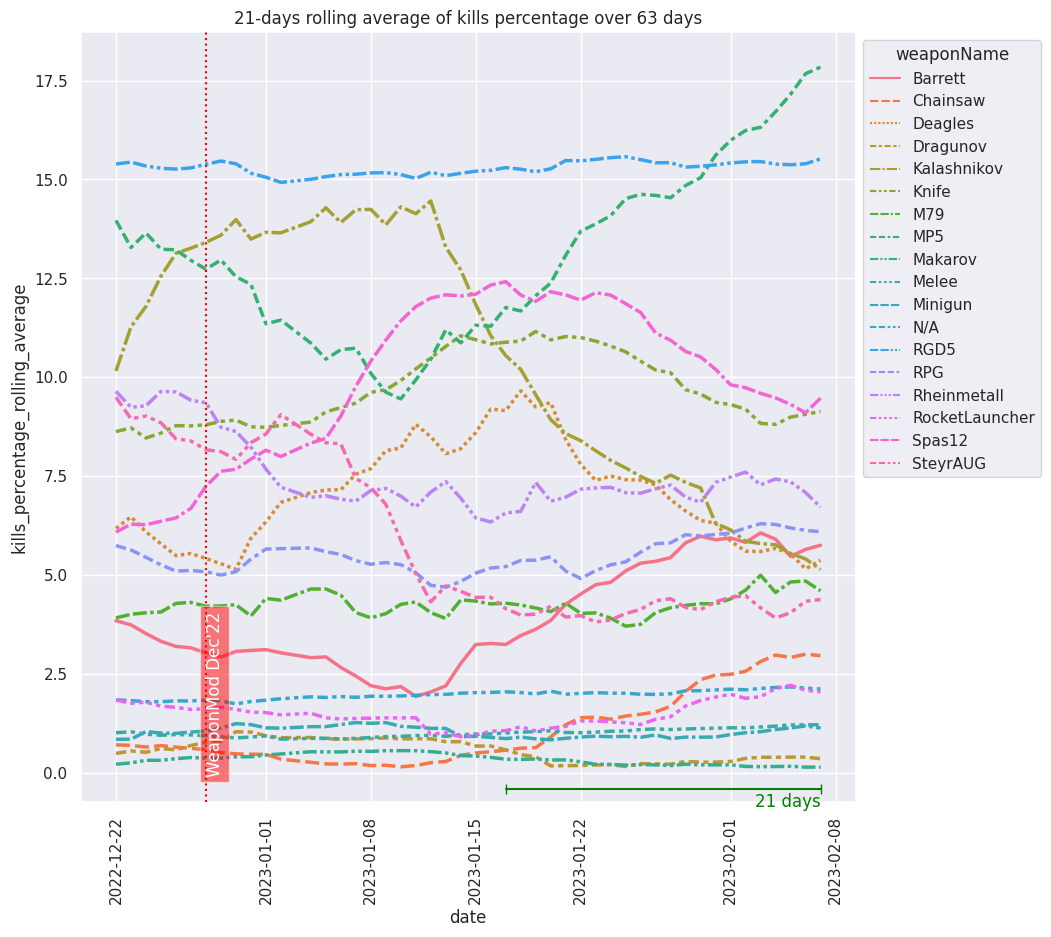 21-days rolling average of kills percentage over 63 days
weaponName
Barrett
Chainsaw
Deagles
Dragunov
Kalashnikov
Knife
M79
MP5
Makarov
Melee
Minigun
N/A
RGD5
RPG
Rheinmetall
RocketLauncher
Spas12
SteyrAUG
kills_percentage_rolling_average
17.5
15.0
12.5
10.0
7.5
5.0
2.5
0.0
WeaponMod Dec'22
21 days
2022-12-22
2023-01-01
2023-01-08
2023-01-15
2023-01-22
2023-02-01
2023-02-08
date